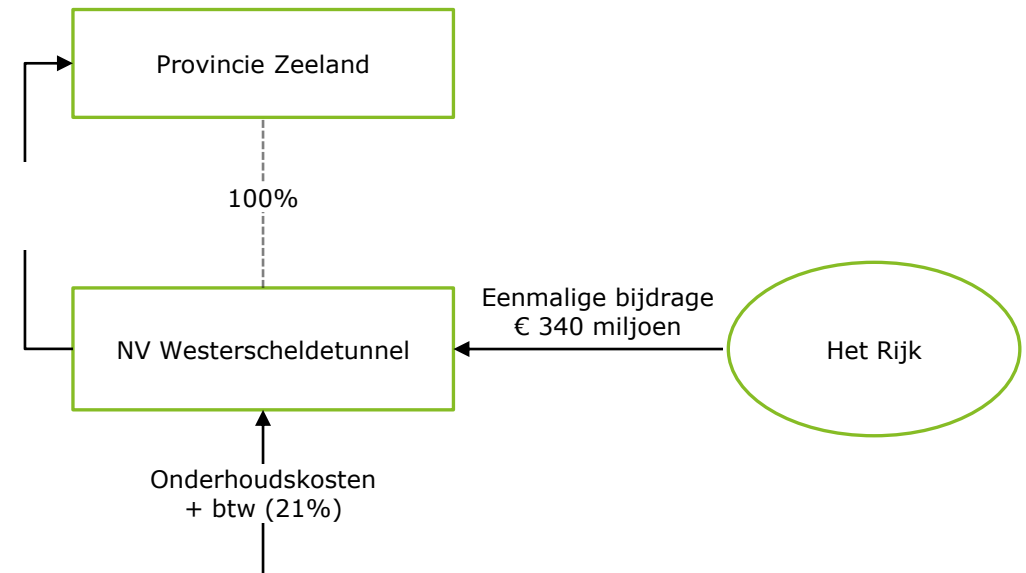 Provincie Zeeland
100%
Eenmalige bijdrage
€ 340 miljoen
NV Westerscheldetunnel
Het Rijk
Onderhoudskosten
+ btw (21%)